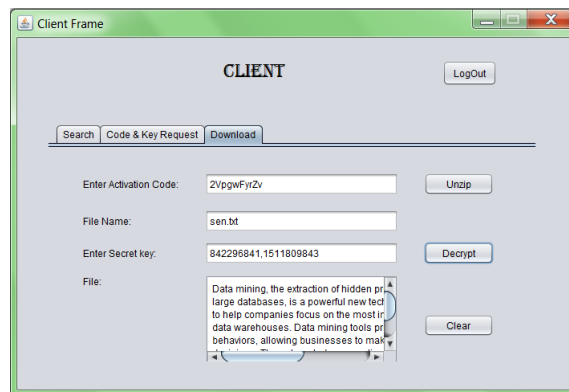 Client Frame
CLIENT
LogOut
Search
Code & Key Request
Download
Enter Activation Code:
2VpgwFyrZv
Unzip
File Name:
sen.txt
Enter Secret key:
842296841,1511809843
Decrypt
File:
Data mining, the extraction of hidden pr
large databases, is a powerful new tech
to help companies focus on the most in
data warehouses. Data mining tools pr
behaviors, allowing businesses to mak
Clear